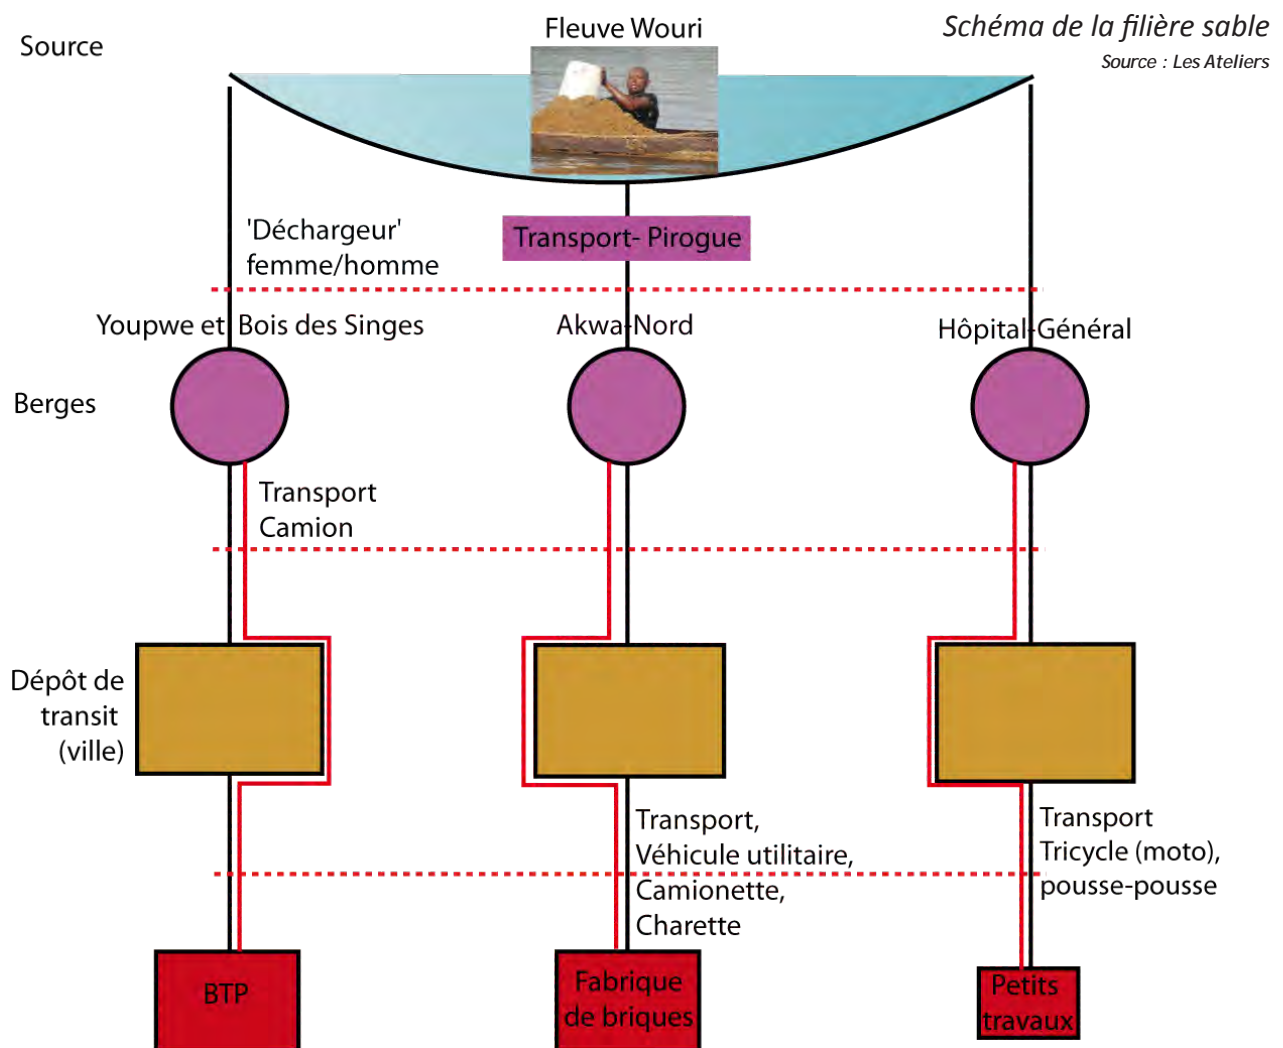 Schéma de la filière sable
Source : Les Ateliers
Source
Fleuve Wouri
'Déchargeur'
femme/homme
Transport- Pirogue
Youpwe et Bois des Singes
Akwa-Nord
Hôpital-Général
Berges
Transport
Camion
Dépôt de
transit
(ville)
Transport,
Véhicule utilitaire,
Camionette,
Charette
Transport
Tricycle (moto),
pousse-pousse
BTP
Fabrique
de briques
Petits
travaux